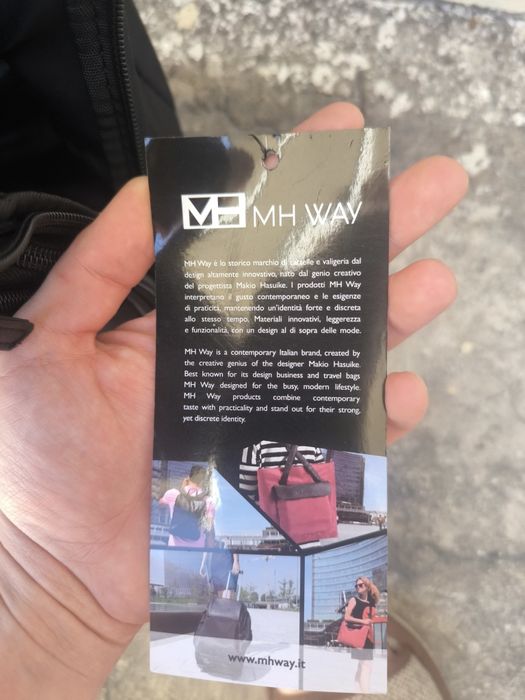 MH MH WAY
MH Way è lo storico marchio di cartelle e valigeria dal
design altamente innovativo, nato dal genio creativo
del progettista Makio Hasuike. I prodotti MH Way
interpretano il gusto contemporaneo e le esigenze
di praticità, mantenendo un'identità forte e discreta
allo stesso tempo. Materiali innovativi, leggerezza
e funzionalità, con un design al di sopra delle mode.
MH Way is a contemporary Italian brand, created by
the creative genius of the designer Makio Hasuike.
Best known for its design business and travel bags
MH Way designed for the busy, modern lifestyle.
MH Way products combine contemporary
taste with practicality and stand out for their strong,
yet discrete identity.
www.mhway.it